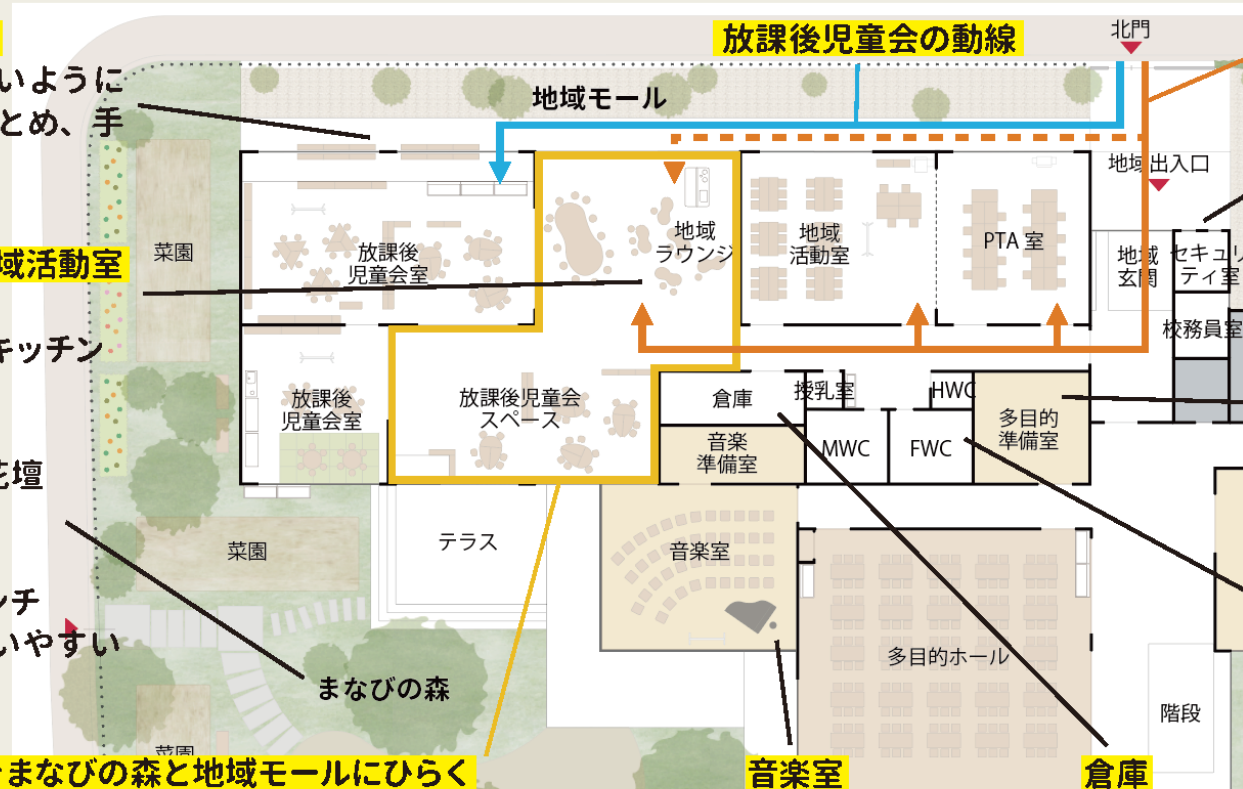 放課後児童会の動線
北門
いように
とめ、手
地域モール
地域出入口
菜園
域活動室
放課後
児童会室
地域
ラウンジ
地域
活動室
PTA 室
地域
玄関
セキュリ
ティ室
校務員室
キッチン
放課後
児童会室
放課後児童会
スペース
倉庫
授乳室
HWC
音楽
準備室
MWC
FWC
多目的
準備室
花壇
菜園
テラス
音楽室
ンチ
いやすい
まなびの森
多目的ホール
階段
菜園
まなびの森と地域モールにひらく
音楽室
倉庫